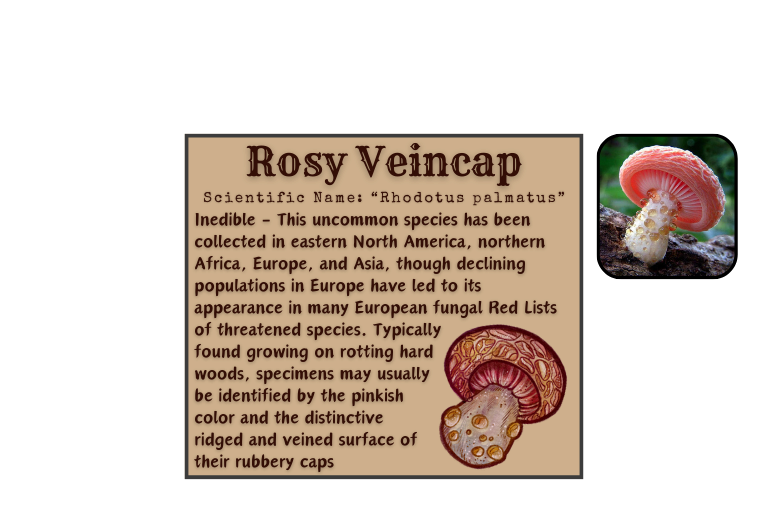 Rosy Veincap
Scientific Name: “Rhodotus palmatus”
Inedible – This uncommon species has been
collected in eastern North America, northern
Africa, Europe, and Asia, though declining
populations in Europe have led to its
appearance in many European fungal Red Lists
of threatened species. Typically
found growing on rotting hard
woods, specimens may usually
be identified by the pinkish
color and the distinctive
ridged and veined surface of
their rubbery caps